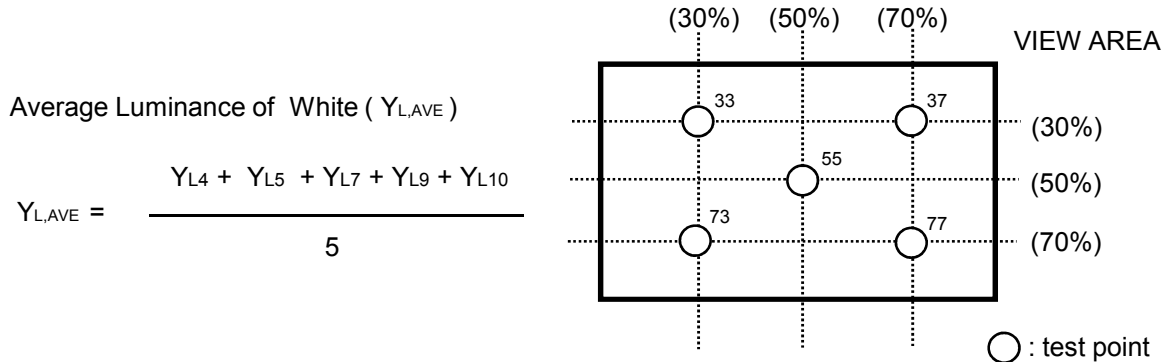 (30%) (50%) (70%)
VIEW AREA
Average Luminance of White ( YL,AVE )
33 37
(30%)
55
YL4 + YL5 + YL7 + YL9 + YL10
(50%)
YL,AVE =
73 77
(70%)
5
: test point